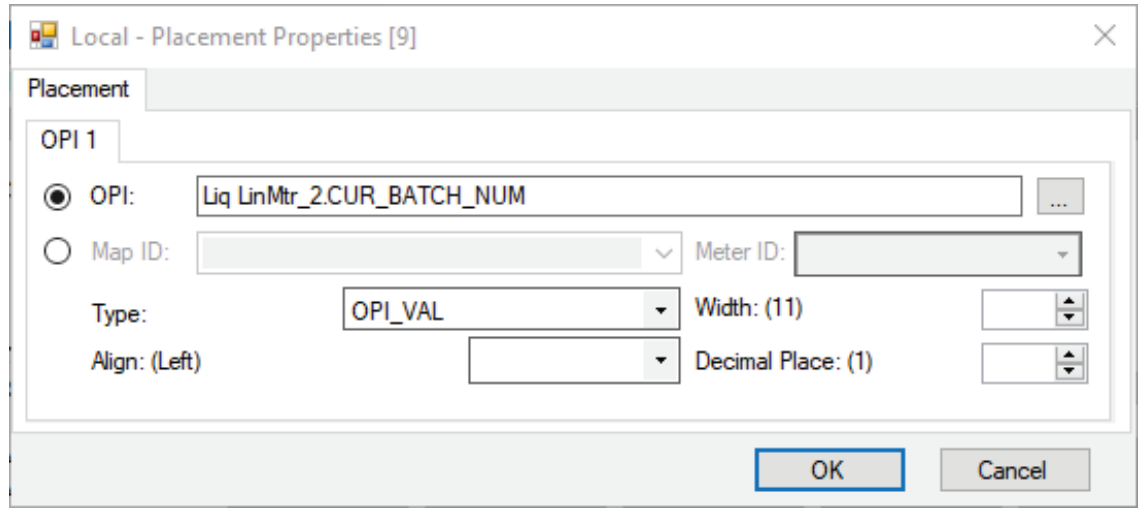 Local - Placement Properties [9]
Placement
OPI 1
OPI: Liq LinMtr_2.CUR_BATCH_NUM ...
Map ID: Meter ID:
Type: OPI_VAL Width: (11)
Align: (Left) Decimal Place: (1)
OK Cancel